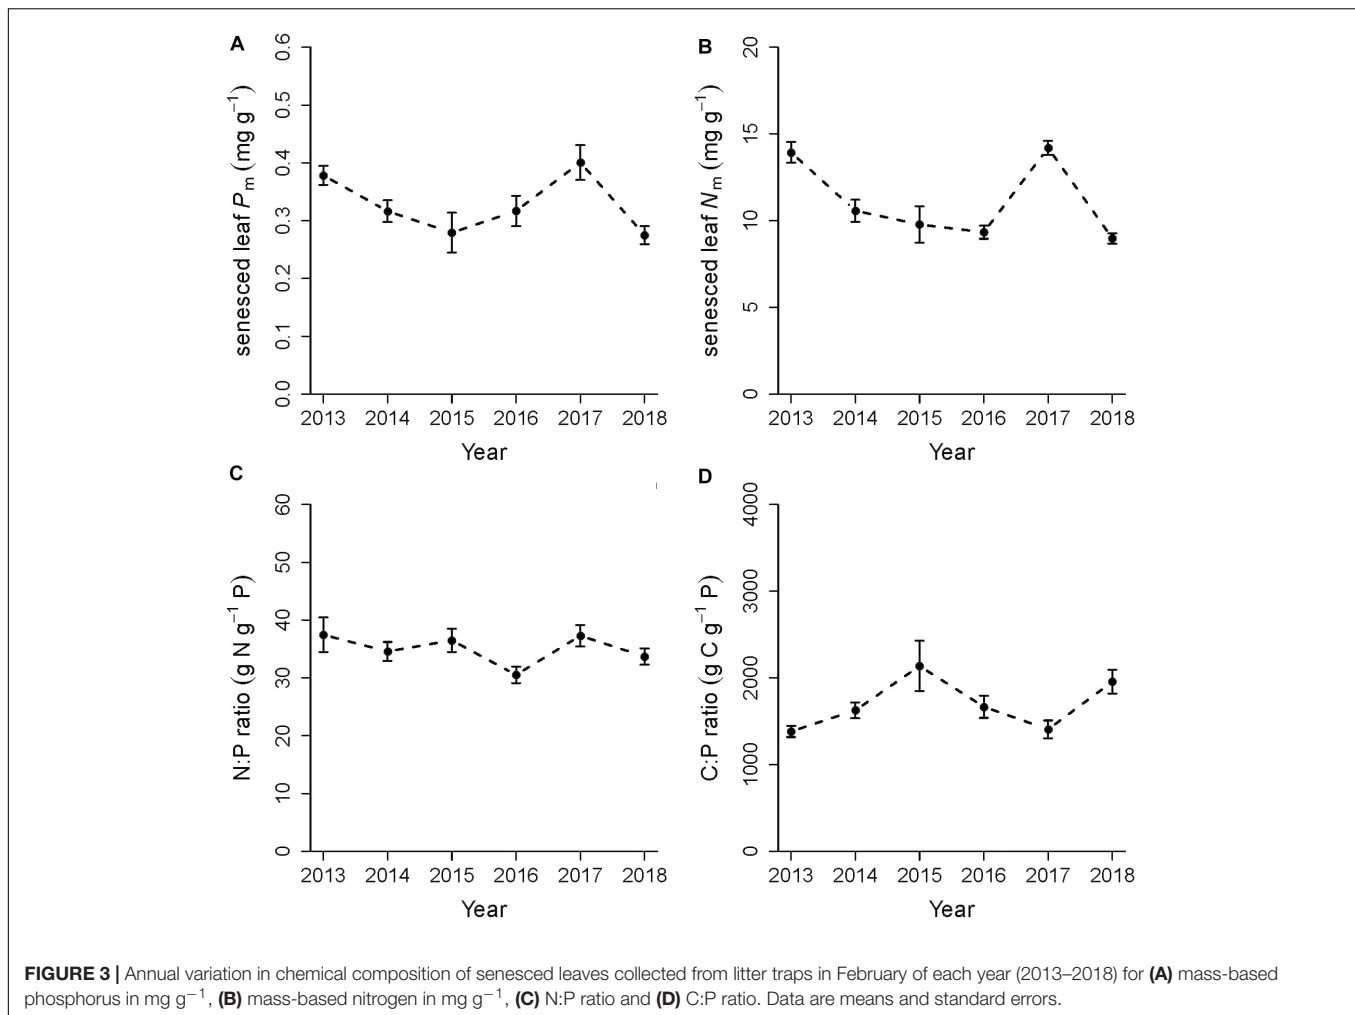 A
senesced leaf Pm (mg g−1)
0.0 0.1 0.2 0.3 0.4 0.5 0.6
2013 2014 2015 2016 2017 2018
Year
B
senesced leaf Nm (mg g−1)
0 5 10 15 20
2013 2014 2015 2016 2017 2018
Year
C
N:P ratio (g N g−1 P)
0 10 20 30 40 50 60
2013 2014 2015 2016 2017 2018
Year
D
C:P ratio (g C g−1 P)
0 1000 2000 3000 4000
2013 2014 2015 2016 2017 2018
Year
FIGURE 3 | Annual variation in chemical composition of senesced leaves collected from litter traps in February of each year (2013–2018) for (A) mass-based
phosphorus in mg g−1, (B) mass-based nitrogen in mg g−1, (C) N:P ratio and (D) C:P ratio. Data are means and standard errors.